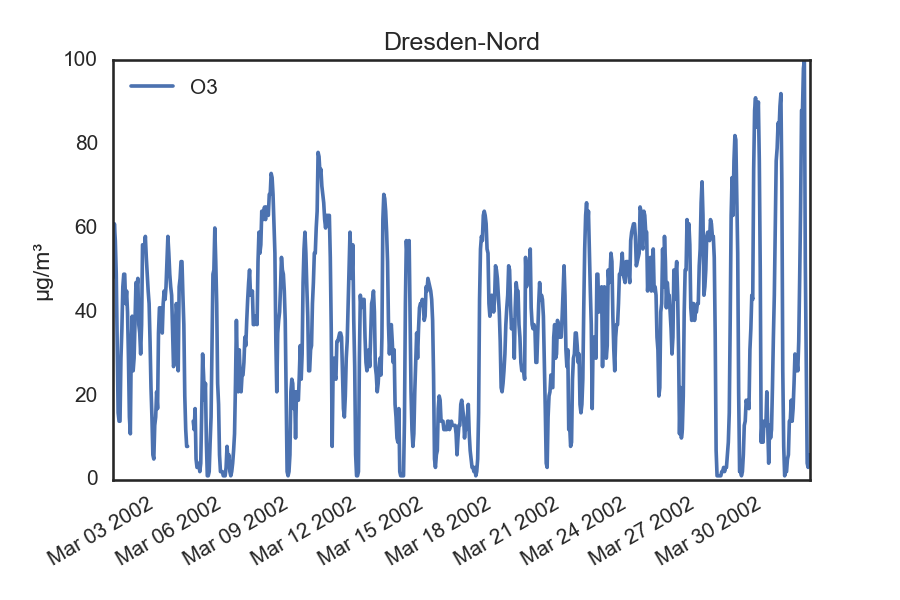 Dresden-Nord
100
80
60
40
20
0
µg/m³
O3
Mar 03 2002
Mar 06 2002
Mar 09 2002
Mar 12 2002
Mar 15 2002
Mar 18 2002
Mar 21 2002
Mar 24 2002
Mar 27 2002
Mar 30 2002